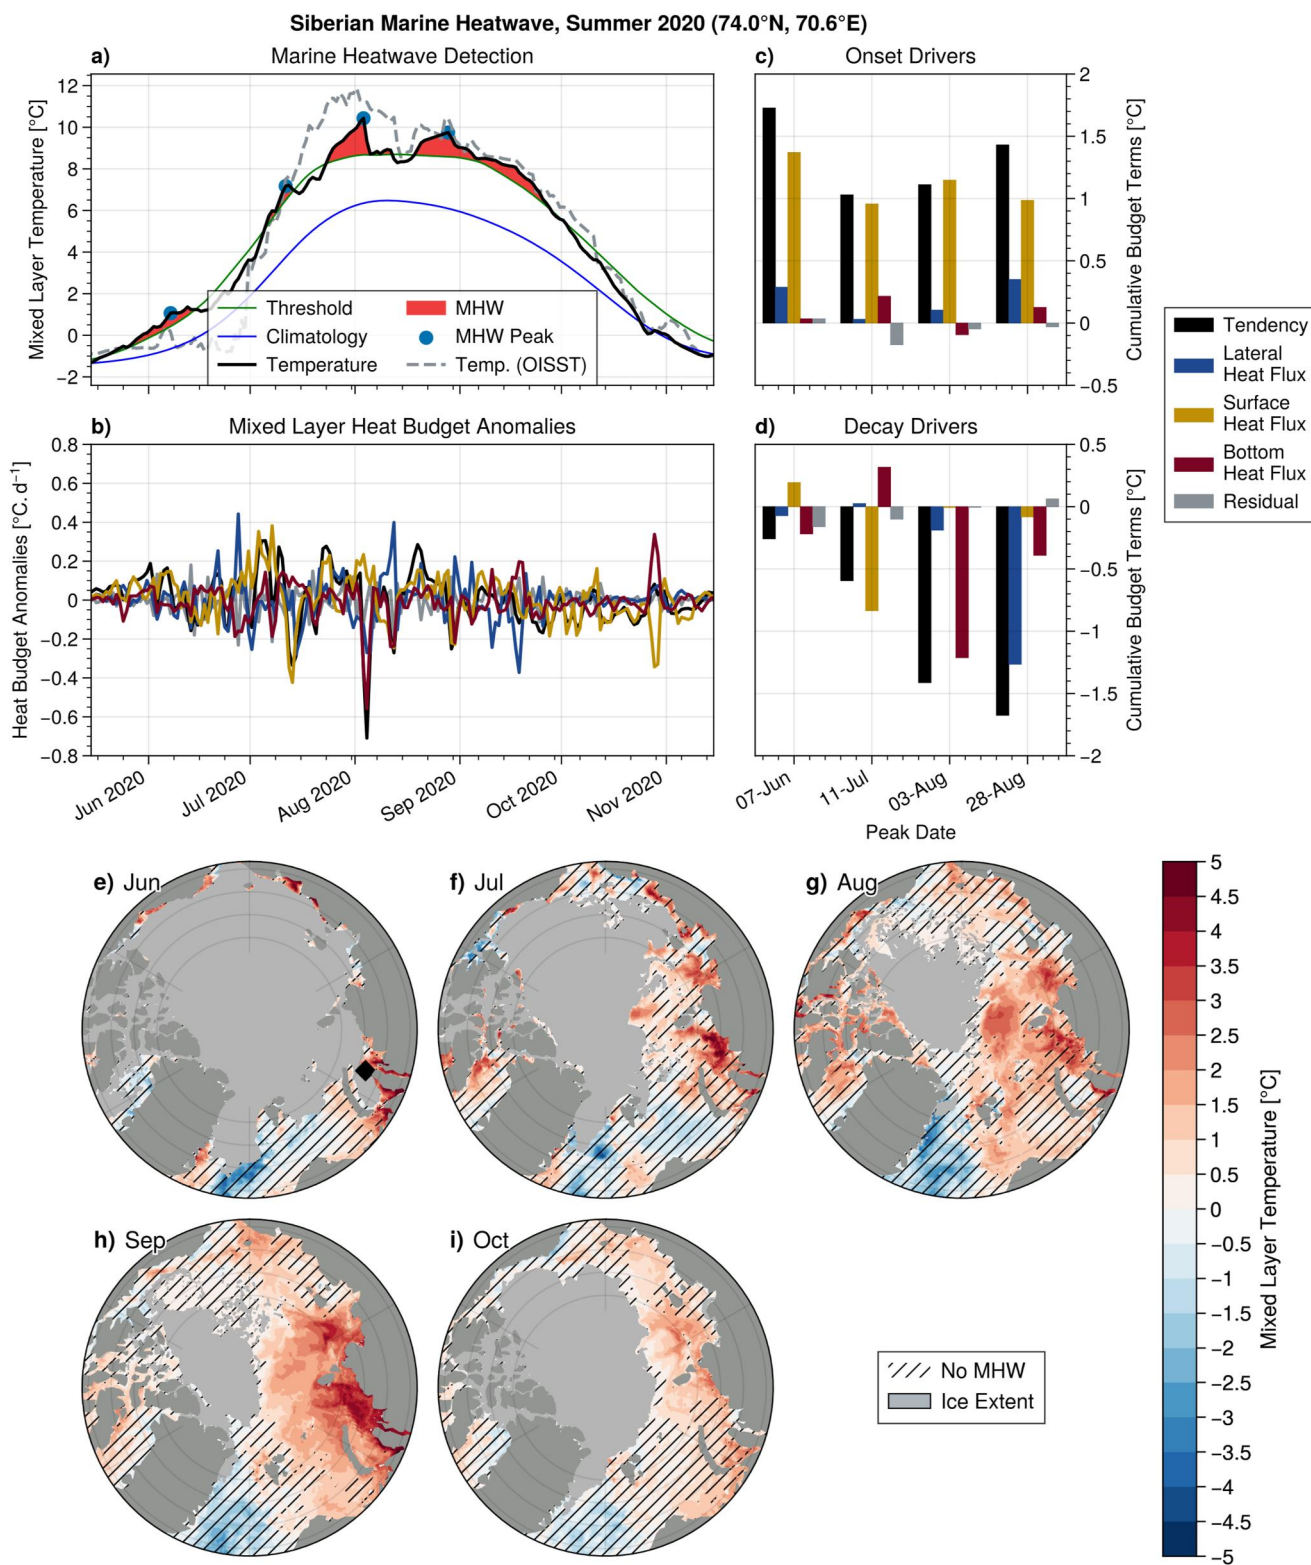 Siberian Marine Heatwave, Summer 2020 (74.0°N, 70.6°E)
a) Marine Heatwave Detection
Mixed Layer Temperature [°C]
12
10
8
6
4
2
0
−2
Threshold
Climatology
Temperature
MHW
MHW Peak
Temp. (OISST)
c) Onset Drivers
2
1.5
1
0.5
0
−0.5
Cumulative Budget Terms [°C]
Tendency
Lateral
Heat Flux
Surface
Heat Flux
Bottom
Heat Flux
Residual
b) Mixed Layer Heat Budget Anomalies
Heat Budget Anomalies [°C. d⁻¹]
0.8
0.6
0.4
0.2
0
−0.2
−0.4
−0.6
−0.8
Jun 2020
Jul 2020
Aug 2020
Sep 2020
Oct 2020
Nov 2020
d) Decay Drivers
0.5
0
−0.5
−1
−1.5
−2
Cumulative Budget Terms [°C]
07-Jun
11-Jul
03-Aug
28-Aug
Peak Date
e) Jun
f) Jul
g) Aug
h) Sep
i) Oct
No MHW
Ice Extent
5
4.5
4
3.5
3
2.5
2
1.5
1
0.5
0
−0.5
−1
−1.5
−2
−2.5
−3
−3.5
−4
−4.5
−5
Mixed Layer Temperature [°C]